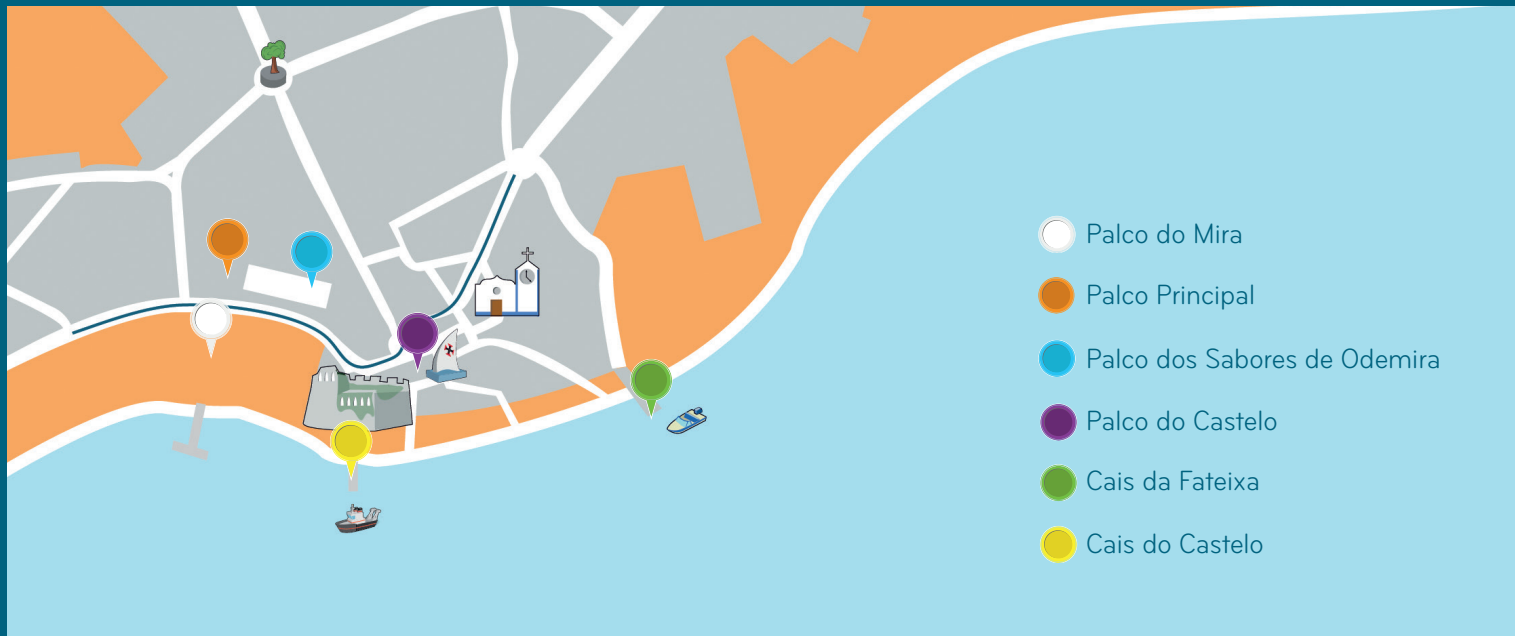 Palco do Mira
Palco Principal
Palco dos Sabores de Odemira
Palco do Castelo
Cais da Fateixa
Cais do Castelo